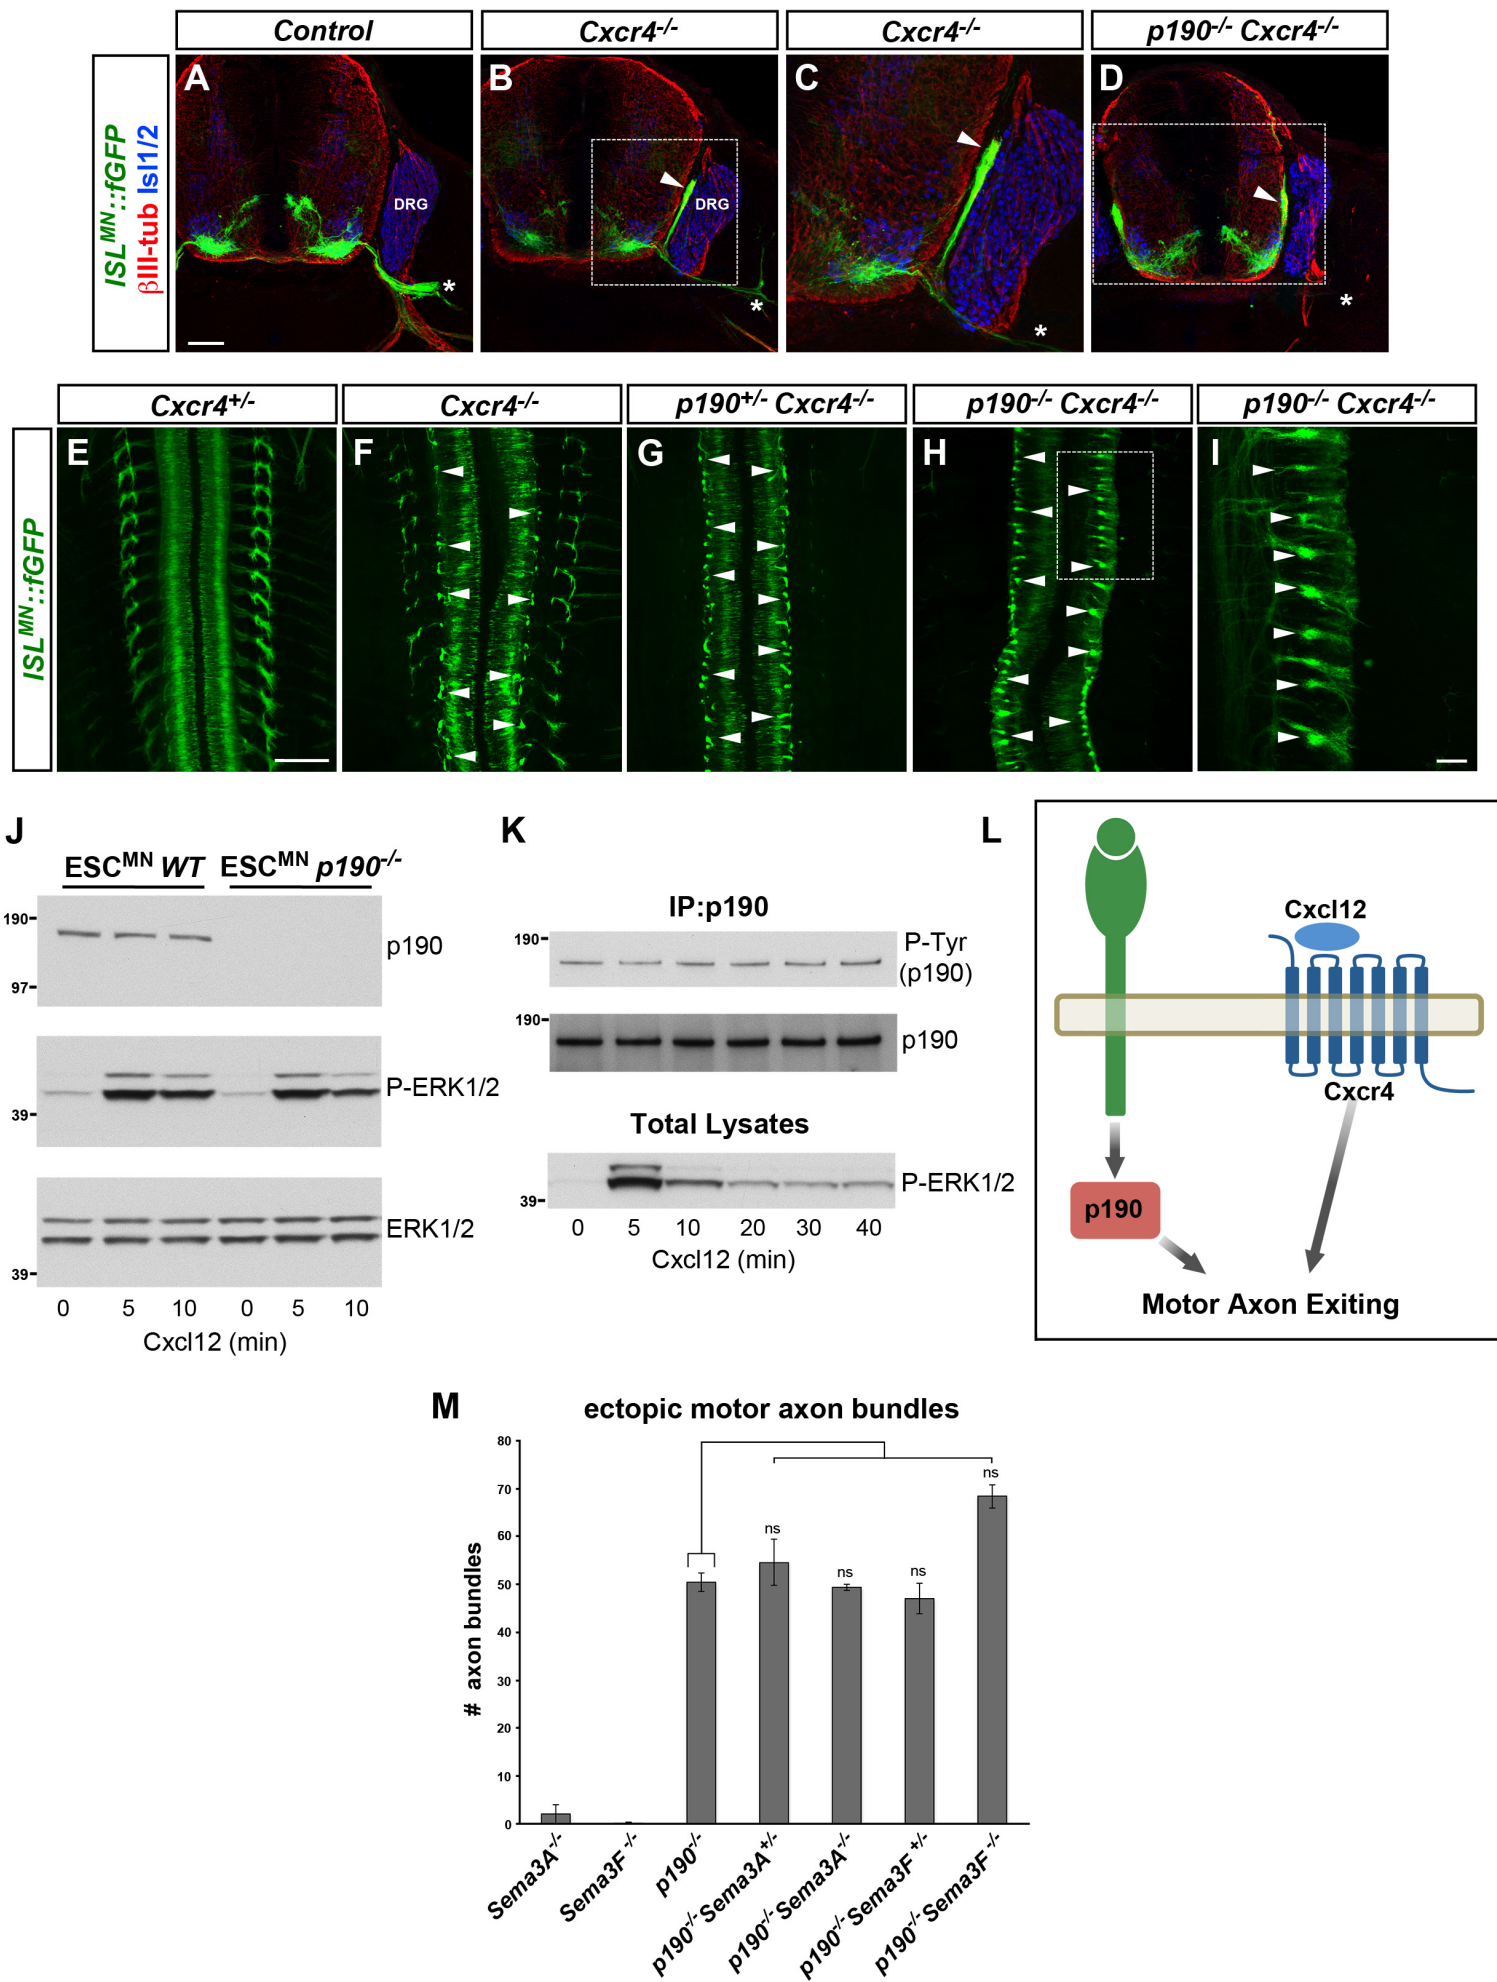 Control
Cxcr4-/-
Cxcr4-/-
p190-/- Cxcr4-/-
ISLMN::fGFP
βIII-tub Isl1/2
A
DRG
*
B
DRG
*
C
*
D
*
Cxcr4+/-
Cxcr4-/-
p190+/- Cxcr4-/-
p190-/- Cxcr4-/-
p190-/- Cxcr4-/-
ISLMN::fGFP
E
F
G
H
I
J
ESCMN WT ESCMN p190-/-
190
97
p190
39
P-ERK1/2
39
ERK1/2
0 5 10 0 5 10
Cxcl12 (min)
K
IP:p190
190
P-Tyr
(p190)
190
p190
Total Lysates
39
P-ERK1/2
0 5 10 20 30 40
Cxcl12 (min)
L
Cxcl12
Cxcr4
p190
Motor Axon Exiting
M
ectopic motor axon bundles
# axon bundles
80
70
60
50
40
30
20
10
0
ns
ns
ns
ns
Sema3A-/-
Sema3F-/-
p190-/-
p190-/- Sema3A+/-
p190-/- Sema3A-/-
p190-/- Sema3F+/-
p190-/- Sema3F-/-